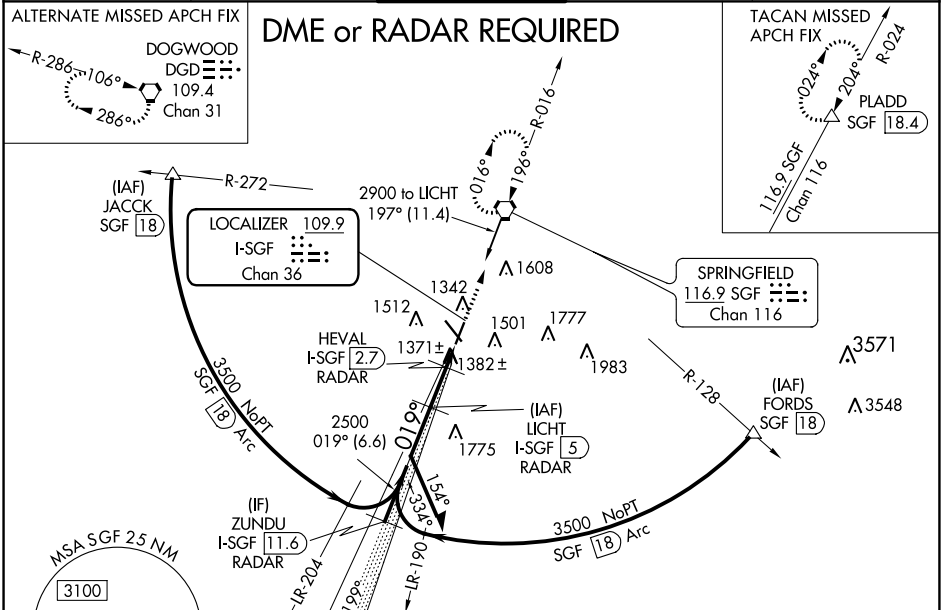 ALTERNATE MISSED APCH FIX
R-286
106°
286°
DOGWOOD
DGD
109.4
Chan 31
DME or RADAR REQUIRED
TACAN MISSED
APCH FIX
R-024
024°
204°
PLADD
SGF 18.4
116.9 SGF
Chan 116
R-016
016°
196°
(IAF)
JACCK
SGF 18
R-272
2900 to LICHT
197° (11.4)
LOCALIZER 109.9
I-SGF
Chan 36
SPRINGFIELD
116.9 SGF
Chan 116
1608
1342
1512
1501
1777
1983
3571
3548
HEVAL
I-SGF 2.7
RADAR
1371±
1382±
R-128
(IAF)
FORDS
SGF 18
(IAF)
LICHT
I-SGF 5
RADAR
1775
3500 NoPT
SGF 18 Arc
2500
019° (6.6)
019°
154°
334°
(IF)
ZUNDU
I-SGF 11.6
RADAR
3500 NoPT
SGF 18 Arc
LR-204
199°
LR-190
MSA SGF 25 NM
3100